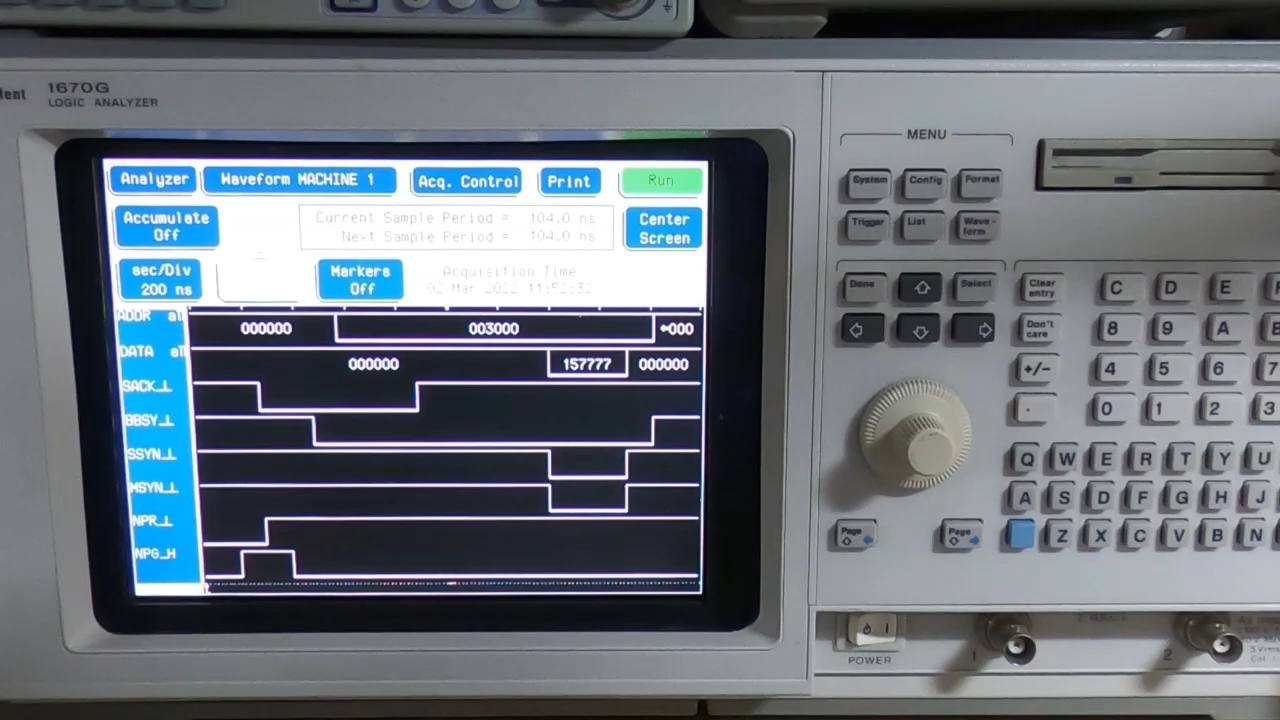 1670G
LOGIC ANALYZER
Analyzer
Waveform MACHINE 1
Acq. Control
Print
Run
Accumulate
Off
Current Sample Period = 104.0 ns
Next Sample Period = 104.0 ns
Center
Screen
sec/Div
200 ns
Markers
Off
Acquisition Time
02 Mar 2022 11:52:32
ADDR
000000
003000
DATA
000000
157777
000000
SACK_L
BBSY_L
SSYN_L
MSYN_L
NPR_L
NPG_H
MENU
System
Config
Format
Trigger
List
Wave-
form
Done
Select
Clear
entry
Don't
care
+/-
.
C
D
E
8
9
A
4
5
6
7
0
1
2
3
Q
W
E
R
T
Y
U
A
S
D
F
G
H
J
Z
X
C
V
B
N
Page
Page
POWER
1
2